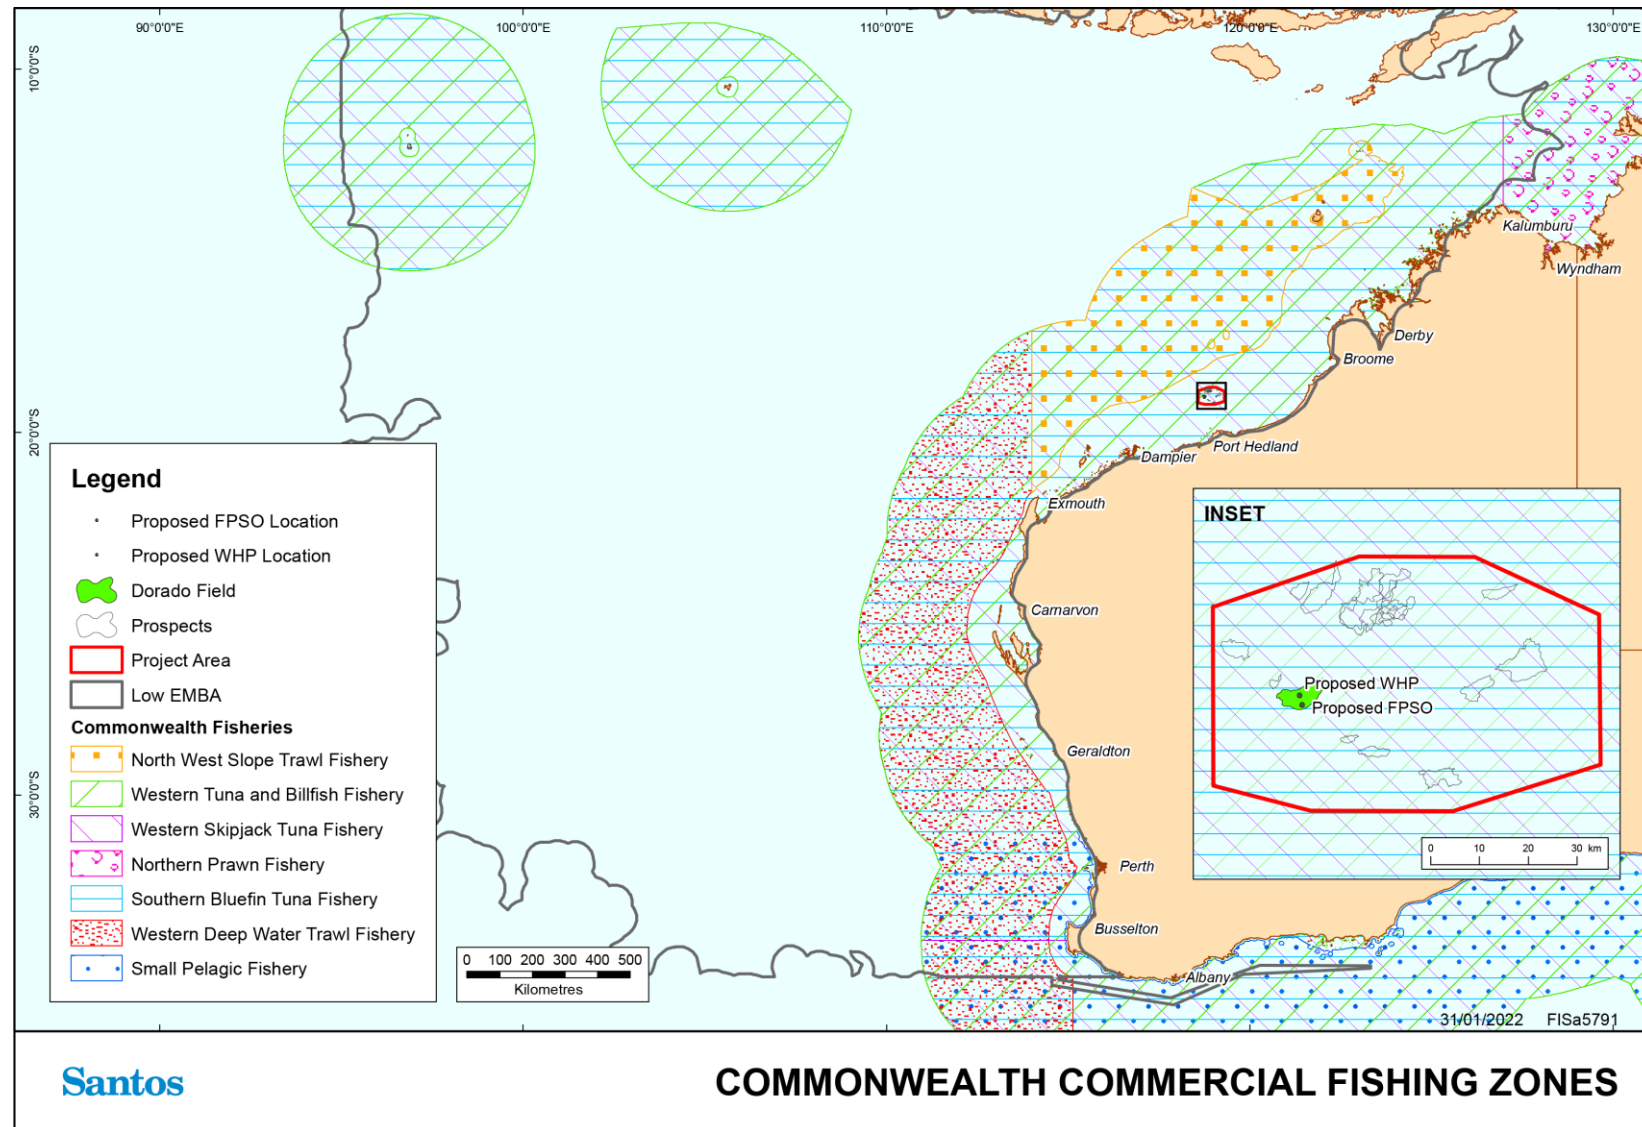 90°0'0"E 100°0'0"E 110°0'0"E 120°0'0"E 130°0'0"E
10°0'0"S
20°0'0"S
30°0'0"S
Kalumburu
Wyndham
Derby
Broome
Port Hedland
Dampier
Exmouth
Carnarvon
Geraldton
Perth
Busselton
Albany
Legend
Proposed FPSO Location
Proposed WHP Location
Dorado Field
Prospects
Project Area
Low EMBA
Commonwealth Fisheries
North West Slope Trawl Fishery
Western Tuna and Billfish Fishery
Western Skipjack Tuna Fishery
Northern Prawn Fishery
Southern Bluefin Tuna Fishery
Western Deep Water Trawl Fishery
Small Pelagic Fishery
0 100 200 300 400 500
Kilometres
INSET
Proposed WHP
Proposed FPSO
0 10 20 30 km
31/01/2022 FISa5791
Santos
COMMONWEALTH COMMERCIAL FISHING ZONES